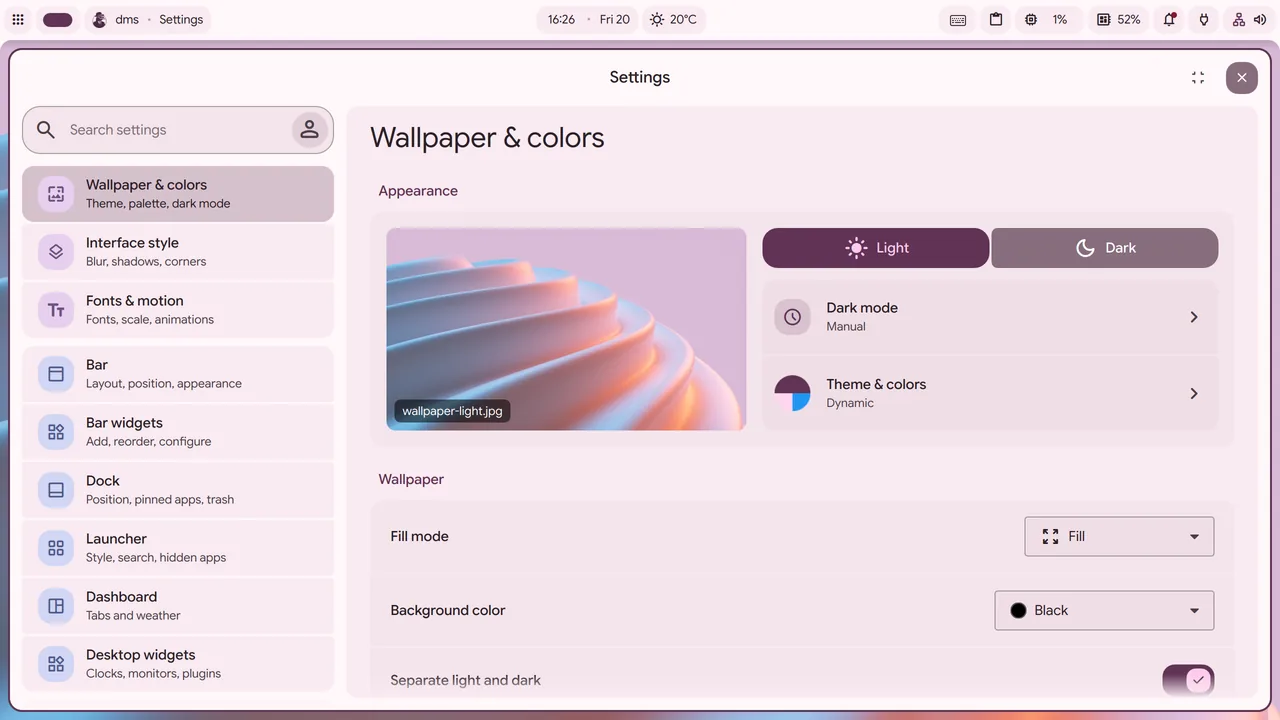 dms · Settings
16:26 · Fri 20
20°C
1%
52%
Settings
Search settings
Wallpaper & colors
Theme, palette, dark mode
Interface style
Blur, shadows, corners
Fonts & motion
Fonts, scale, animations
Bar
Layout, position, appearance
Bar widgets
Add, reorder, configure
Dock
Position, pinned apps, trash
Launcher
Style, search, hidden apps
Dashboard
Tabs and weather
Desktop widgets
Clocks, monitors, plugins
Wallpaper & colors
Appearance
wallpaper-light.jpg
Light
Dark
Dark mode
Manual
Theme & colors
Dynamic
Wallpaper
Fill mode
Fill
Background color
Black
Separate light and dark